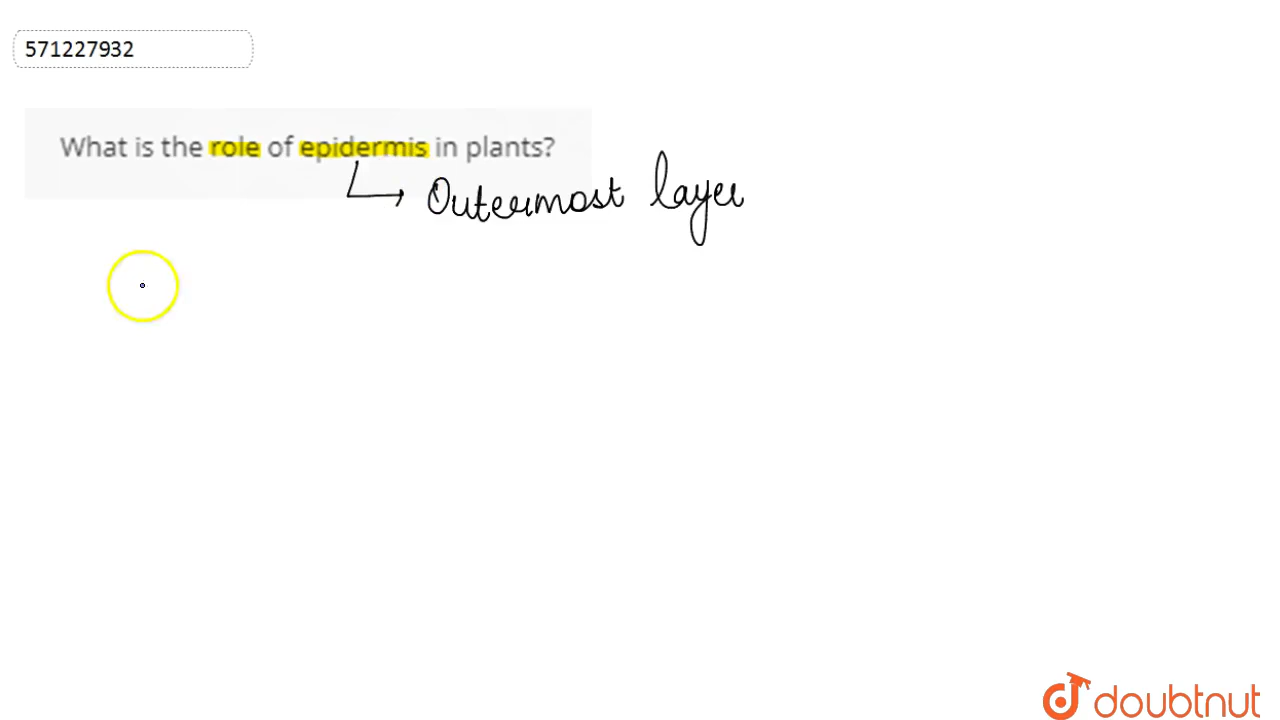 571227932
What is the role of epidermis in plants?
Outermost layer
doubtnut